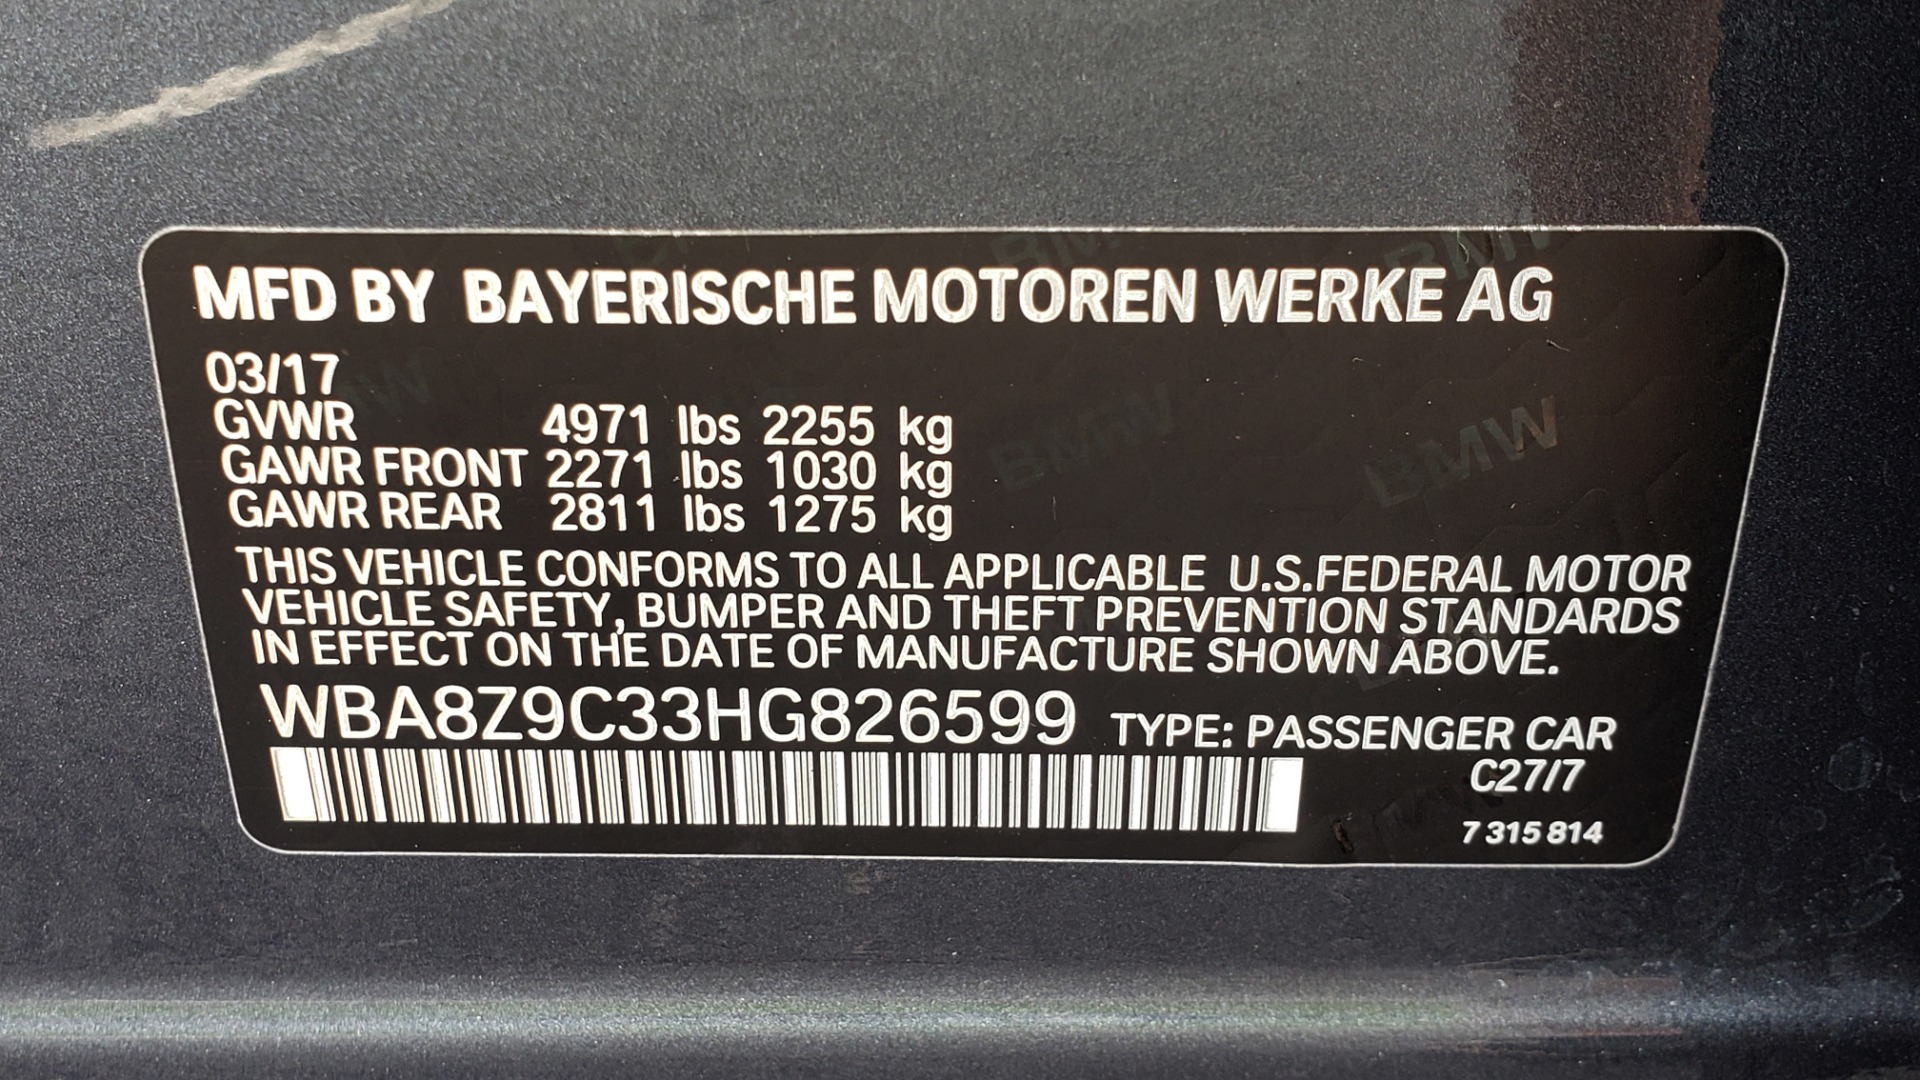 MFD BY BAYERISCHE MOTOREN WERKE AG
03/17
GVWR 4971 lbs 2255 kg
GAWR FRONT 2271 lbs 1030 kg
GAWR REAR 2811 lbs 1275 kg
THIS VEHICLE CONFORMS TO ALL APPLICABLE U.S.FEDERAL MOTOR
VEHICLE SAFETY, BUMPER AND THEFT PREVENTION STANDARDS
IN EFFECT ON THE DATE OF MANUFACTURE SHOWN ABOVE.
WBA8Z9C33HG826599 TYPE: PASSENGER CAR
C27/7
7 315 814